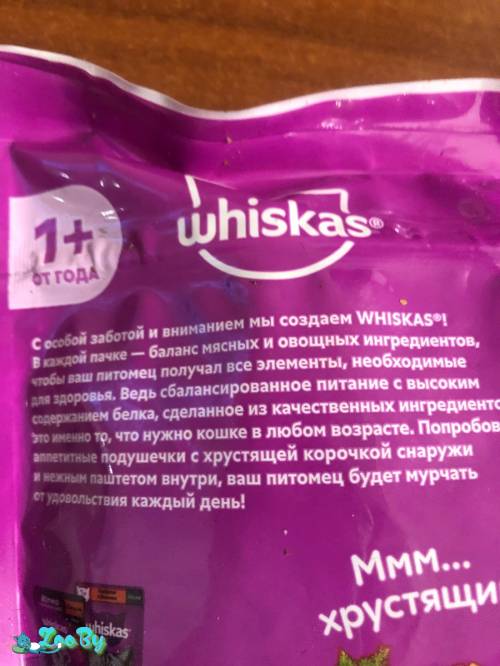 whiskas®
1+
ОТ ГОДА
С особой заботой и вниманием мы создаем WHISKAS®!
В каждой пачке — баланс мясных и овощных ингредиентов,
чтобы ваш питомец получал все элементы, необходимые
для здоровья. Ведь сбалансированное питание с высоким
содержанием белка, сделанное из качественных ингредиенто
это именно то, что нужно кошке в любом возрасте. Попробов
аппетитные подушечки с хрустящей корочкой снаружи
и нежным паштетом внутри, ваш питомец будет мурчать
от удовольствия каждый день!
Ммм...
хрустящи
whiskas
ZooBy